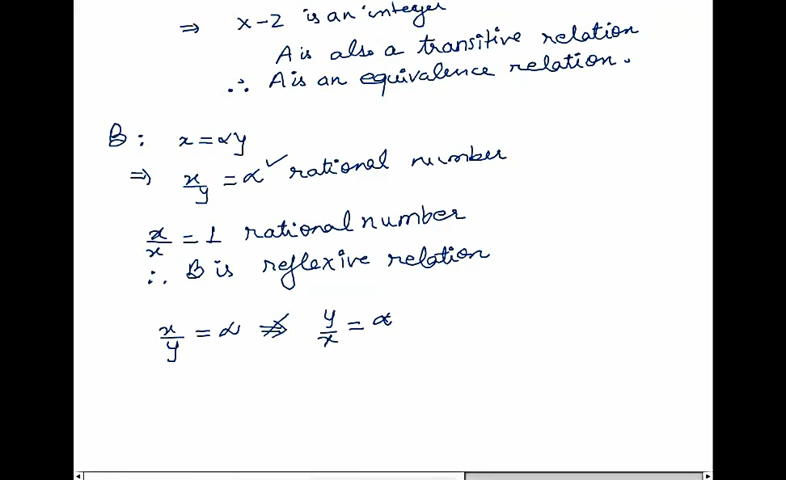 ⇒ x-z is an integer
A is also a transitive relation
∴ A is an equivalence relation.
B: x=αy
⇒ x/y = α ✓ rational number
x/x = 1 rational number
∴ B is reflexive relation
x/y = α ⇏ y/x = α